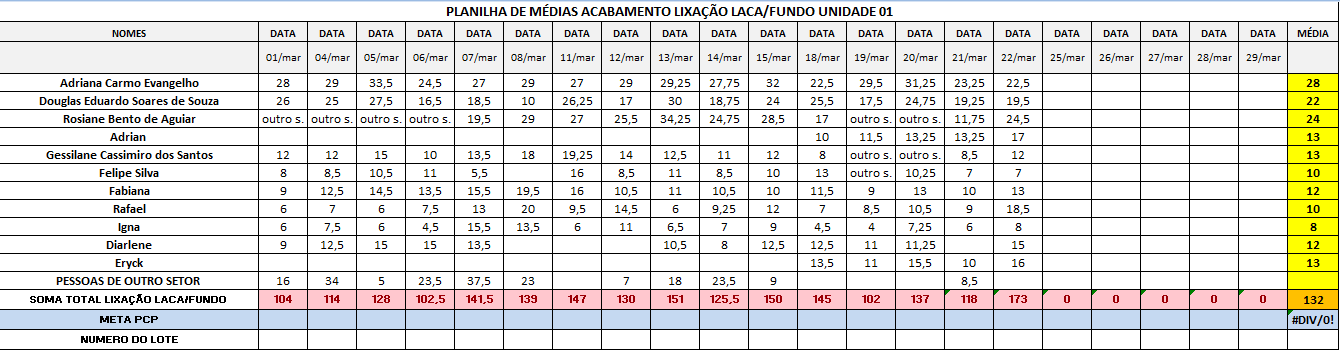 PLANILHA DE MÉDIAS ACABAMENTO LIXAÇÃO LACA/FUNDO UNIDADE 01
NOMES DATA DATA DATA DATA DATA DATA DATA DATA DATA DATA DATA DATA DATA DATA DATA DATA DATA DATA DATA DATA DATA MÉDIA
01/mar 04/mar 05/mar 06/mar 07/mar 08/mar 11/mar 12/mar 13/mar 14/mar 15/mar 18/mar 19/mar 20/mar 21/mar 22/mar 25/mar 26/mar 27/mar 28/mar 29/mar
Adriana Carmo Evangelho 28 29 33,5 24,5 27 29 27 29 29,25 27,75 32 22,5 29,5 31,25 23,25 22,5 28
Douglas Eduardo Soares de Souza 26 25 27,5 16,5 18,5 10 26,25 17 30 18,75 24 25,5 17,5 24,75 19,25 19,5 22
Rosiane Bento de Aguiar outro s. outro s. outro s. outro s. 19,5 29 27 25,5 34,25 24,75 28,5 17 outro s. outro s. 11,75 24,5 24
Adrian 10 11,5 13,25 13,25 17 13
Gessilane Cassimiro dos Santos 12 12 15 10 13,5 18 19,25 14 12,5 11 12 8 outro s. outro s. 8,5 12 13
Felipe Silva 8 8,5 10,5 11 5,5 16 8,5 11 8,5 10 13 outro s. 10,25 7 7 10
Fabiana 9 12,5 14,5 13,5 15,5 19,5 16 10,5 11 10,5 10 11,5 9 13 10 13 12
Rafael 6 7 6 7,5 13 20 9,5 14,5 6 9,25 12 7 8,5 10,5 9 18,5 10
Igna 6 7,5 6 4,5 15,5 13,5 6 11 6,5 7 9 4,5 4 7,25 6 8 8
Diarlene 9 12,5 15 15 13,5 10,5 8 12,5 12,5 11 11,25 15 12
Eryck 13,5 11 15,5 10 16 13
PESSOAS DE OUTRO SETOR 16 34 5 23,5 37,5 23 7 18 23,5 9 8,5
SOMA TOTAL LIXAÇÃO LACA/FUNDO 104 114 128 102,5 141,5 139 147 130 151 125,5 150 145 102 137 118 173 0 0 0 0 0 132
META PCP #DIV/0!
NUMERO DO LOTE